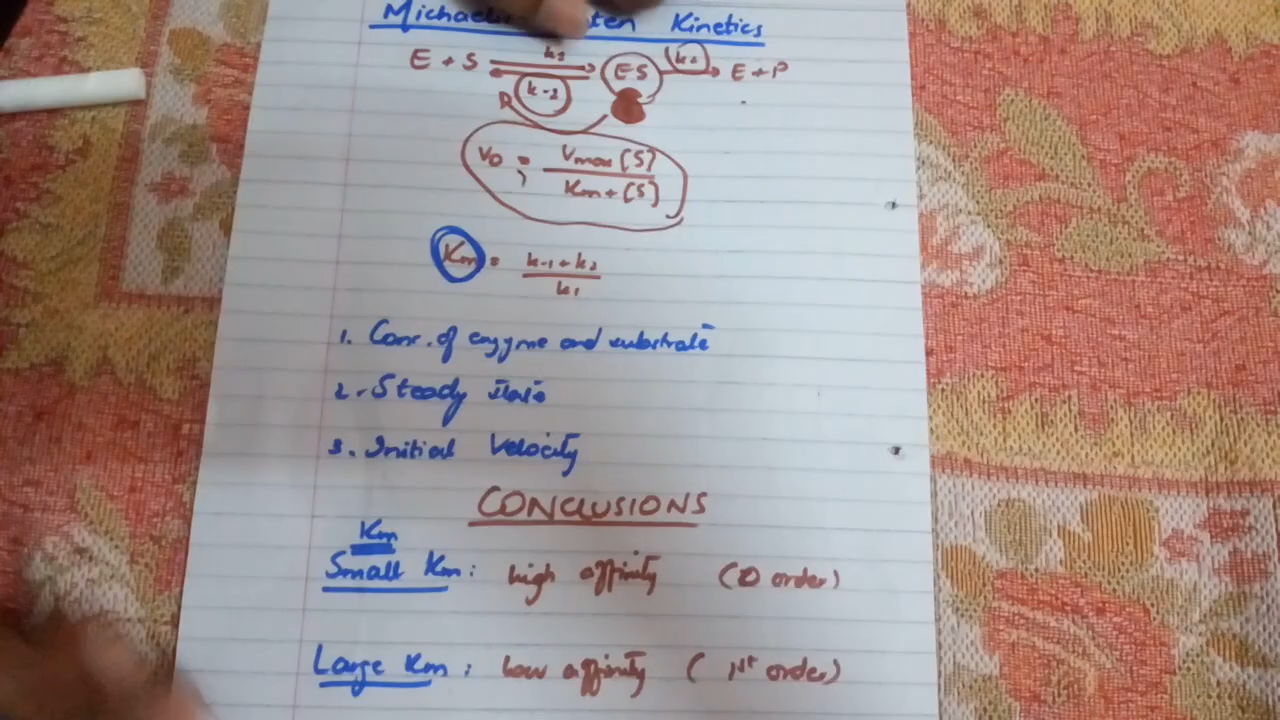 Kinetics
E + S k1 ES k2 E + P
k-1
Vo = Vmax [S]
Km + [S]
Km = k-1 + k2
k1
1. Conc. of enzyme and substrate
2. Steady state
3. Initial Velocity
CONCLUSIONS
Km
Small Km: high affinity (0 order)
Large Km: low affinity (1st order)